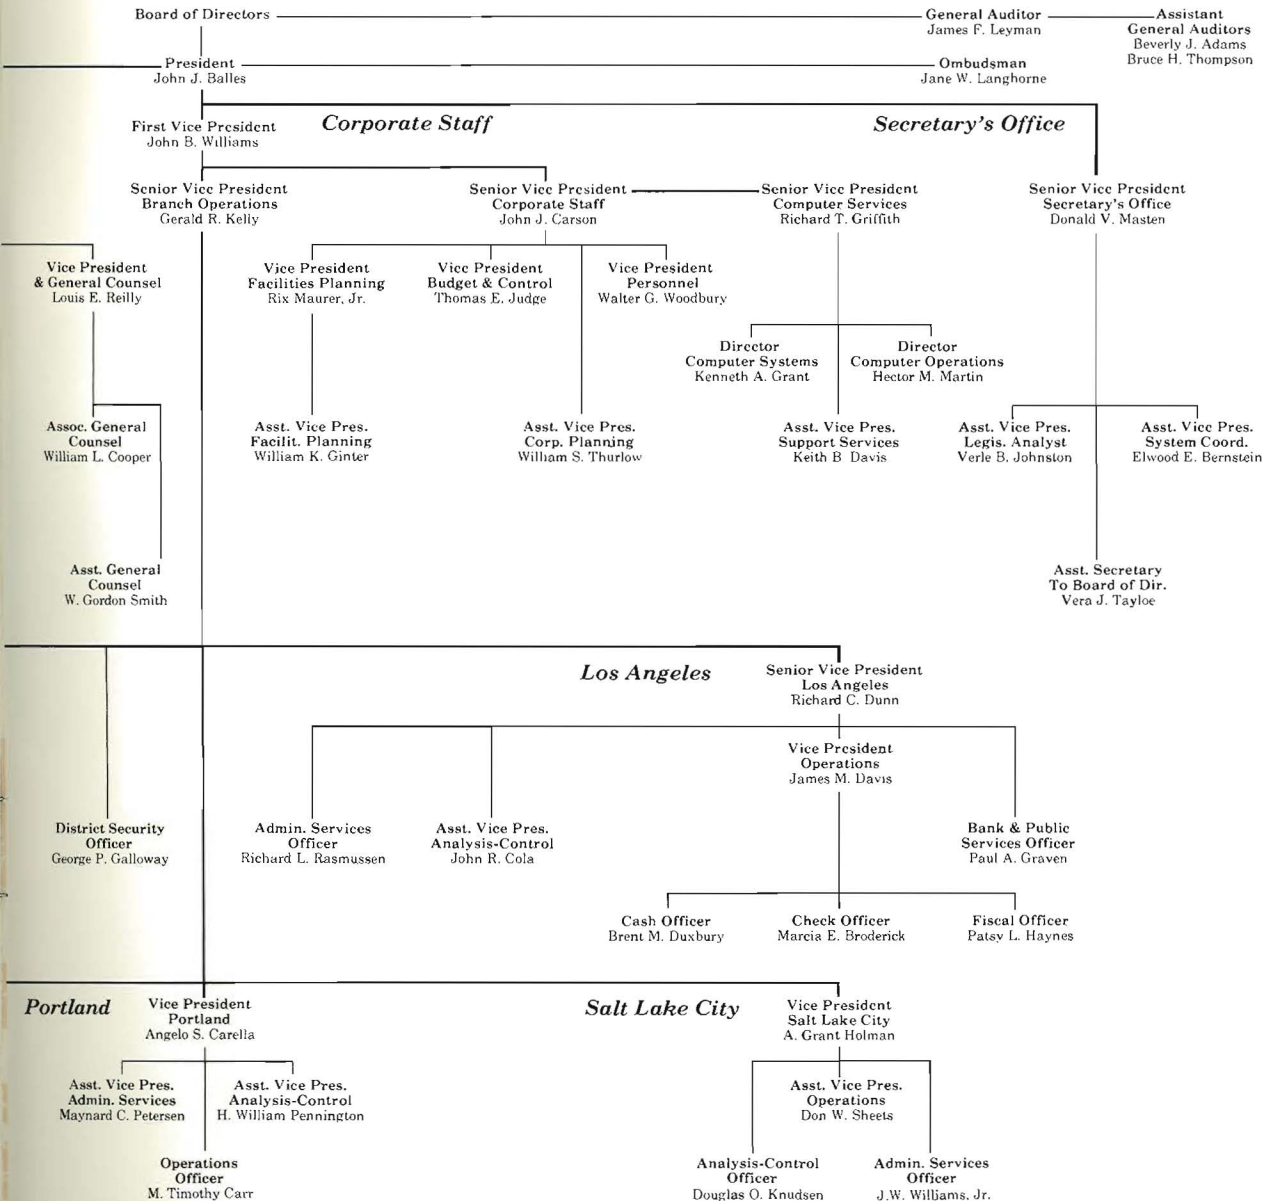 Board of Directors
General Auditor
James F. Leyman
Assistant
General Auditors
Beverly J. Adams
Bruce H. Thompson
President
John J. Balles
Ombudsman
Jane W. Langhorne
First Vice President
John B. Williams
Corporate Staff
Secretary's Office
Senior Vice President
Branch Operations
Gerald R. Kelly
Senior Vice President
Corporate Staff
John J. Carson
Senior Vice President
Computer Services
Richard T. Griffith
Senior Vice President
Secretary's Office
Donald V. Masten
Vice President
& General Counsel
Louis E. Reilly
Vice President
Facilities Planning
Rix Maurer, Jr.
Vice President
Budget & Control
Thomas E. Judge
Vice President
Personnel
Walter G. Woodbury
Director
Computer Systems
Kenneth A. Grant
Director
Computer Operations
Hector M. Martin
Assoc. General
Counsel
William L. Cooper
Asst. Vice Pres.
Facilit. Planning
William K. Ginter
Asst. Vice Pres.
Corp. Planning
William S. Thurlow
Asst. Vice Pres.
Support Services
Keith B Davis
Asst. Vice Pres.
Legis. Analyst
Verle B. Johnston
Asst. Vice Pres.
System Coord.
Elwood E. Bernstein
Asst. General
Counsel
W. Gordon Smith
Asst. Secretary
To Board of Dir.
Vera J. Tayloe
Los Angeles
Senior Vice President
Los Angeles
Richard C. Dunn
Vice President
Operations
James M. Davis
District Security
Officer
George P. Galloway
Admin. Services
Officer
Richard L. Rasmussen
Asst. Vice Pres.
Analysis-Control
John R. Cola
Bank & Public
Services Officer
Paul A. Graven
Cash Officer
Brent M. Duxbury
Check Officer
Marcia E. Broderick
Fiscal Officer
Patsy L. Haynes
Portland
Vice President
Portland
Angelo S. Carella
Salt Lake City
Vice President
Salt Lake City
A. Grant Holman
Asst. Vice Pres.
Admin. Services
Maynard C. Petersen
Asst. Vice Pres.
Analysis-Control
H. William Pennington
Asst. Vice Pres.
Operations
Don W. Sheets
Operations
Officer
M. Timothy Carr
Analysis-Control
Officer
Douglas O. Knudsen
Admin. Services
Officer
J.W. Williams, Jr.